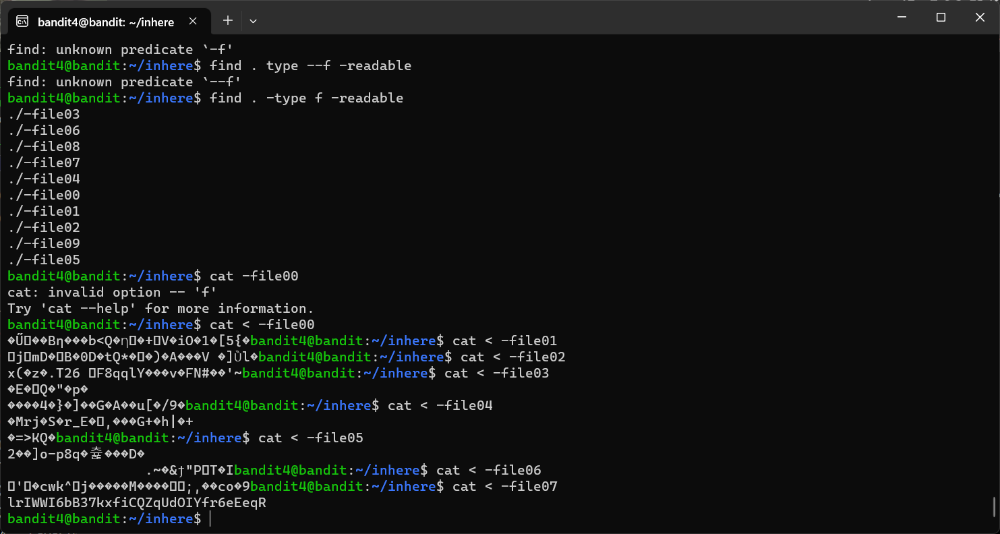 bandit4@bandit: ~/inhere
find: unknown predicate `-f'
bandit4@bandit:~/inhere$ find . type --f -readable
find: unknown predicate `--f'
bandit4@bandit:~/inhere$ find . -type f -readable
./-file03
./-file06
./-file08
./-file07
./-file04
./-file00
./-file01
./-file02
./-file09
./-file05
bandit4@bandit:~/inhere$ cat -file00
cat: invalid option -- 'f'
Try 'cat --help' for more information.
bandit4@bandit:~/inhere$ cat < -file00
�Ű▯��Bη���b<Q�η▯�+▯V�iO�1�[5{�bandit4@bandit:~/inhere$ cat < -file01
▯j▯mD�▯B�0D�tQ*�▯�)�A���V �]Ȕl�bandit4@bandit:~/inhere$ cat < -file02
x(�z�.T26 ▯F8qqlY���v�FN#��'~bandit4@bandit:~/inhere$ cat < -file03
�E�▯Q�"�p�
����4�}�]��G�A��u[�/9�bandit4@bandit:~/inhere$ cat < -file04
�Mrj�S�r_E�▯,���G+�h|�+
�=>KQ�bandit4@bandit:~/inhere$ cat < -file05
2��]o-p8q����D�
.~�&ϯ"P▯T�Ibandit4@bandit:~/inhere$ cat < -file06
▯'▯�cwk^▯j�����M����▯▯;,��co�9bandit4@bandit:~/inhere$ cat < -file07
lrIWWI6bB37kxfiCQZqUdOIYfr6eEeqR
bandit4@bandit:~/inhere$